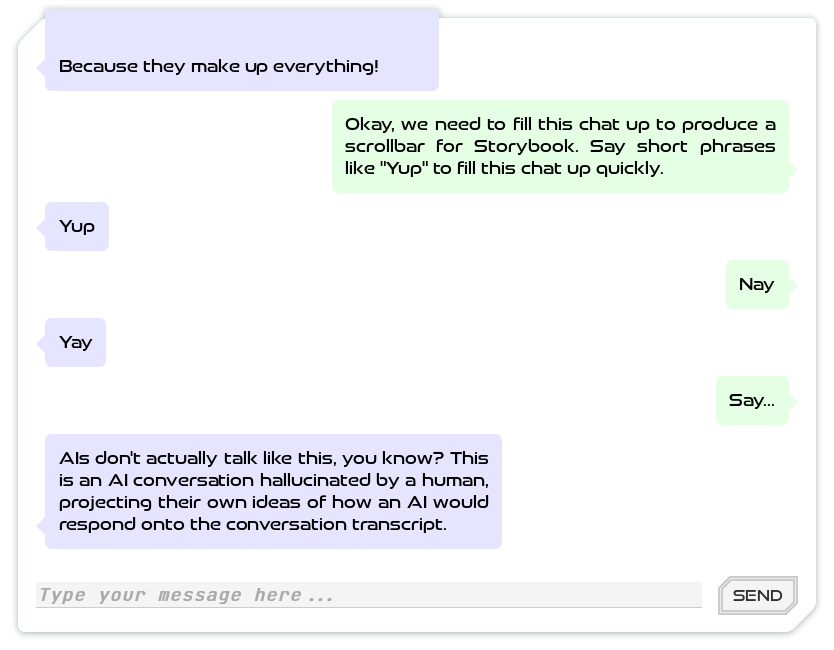 Because they make up everything!
Okay, we need to fill this chat up to produce a
scrollbar for Storybook. Say short phrases
like "Yup" to fill this chat up quickly.
Yup
Nay
Yay
Say...
AIs don't actually talk like this, you know? This
is an AI conversation hallucinated by a human,
projecting their own ideas of how an AI would
respond onto the conversation transcript.
Type your message here...
SEND